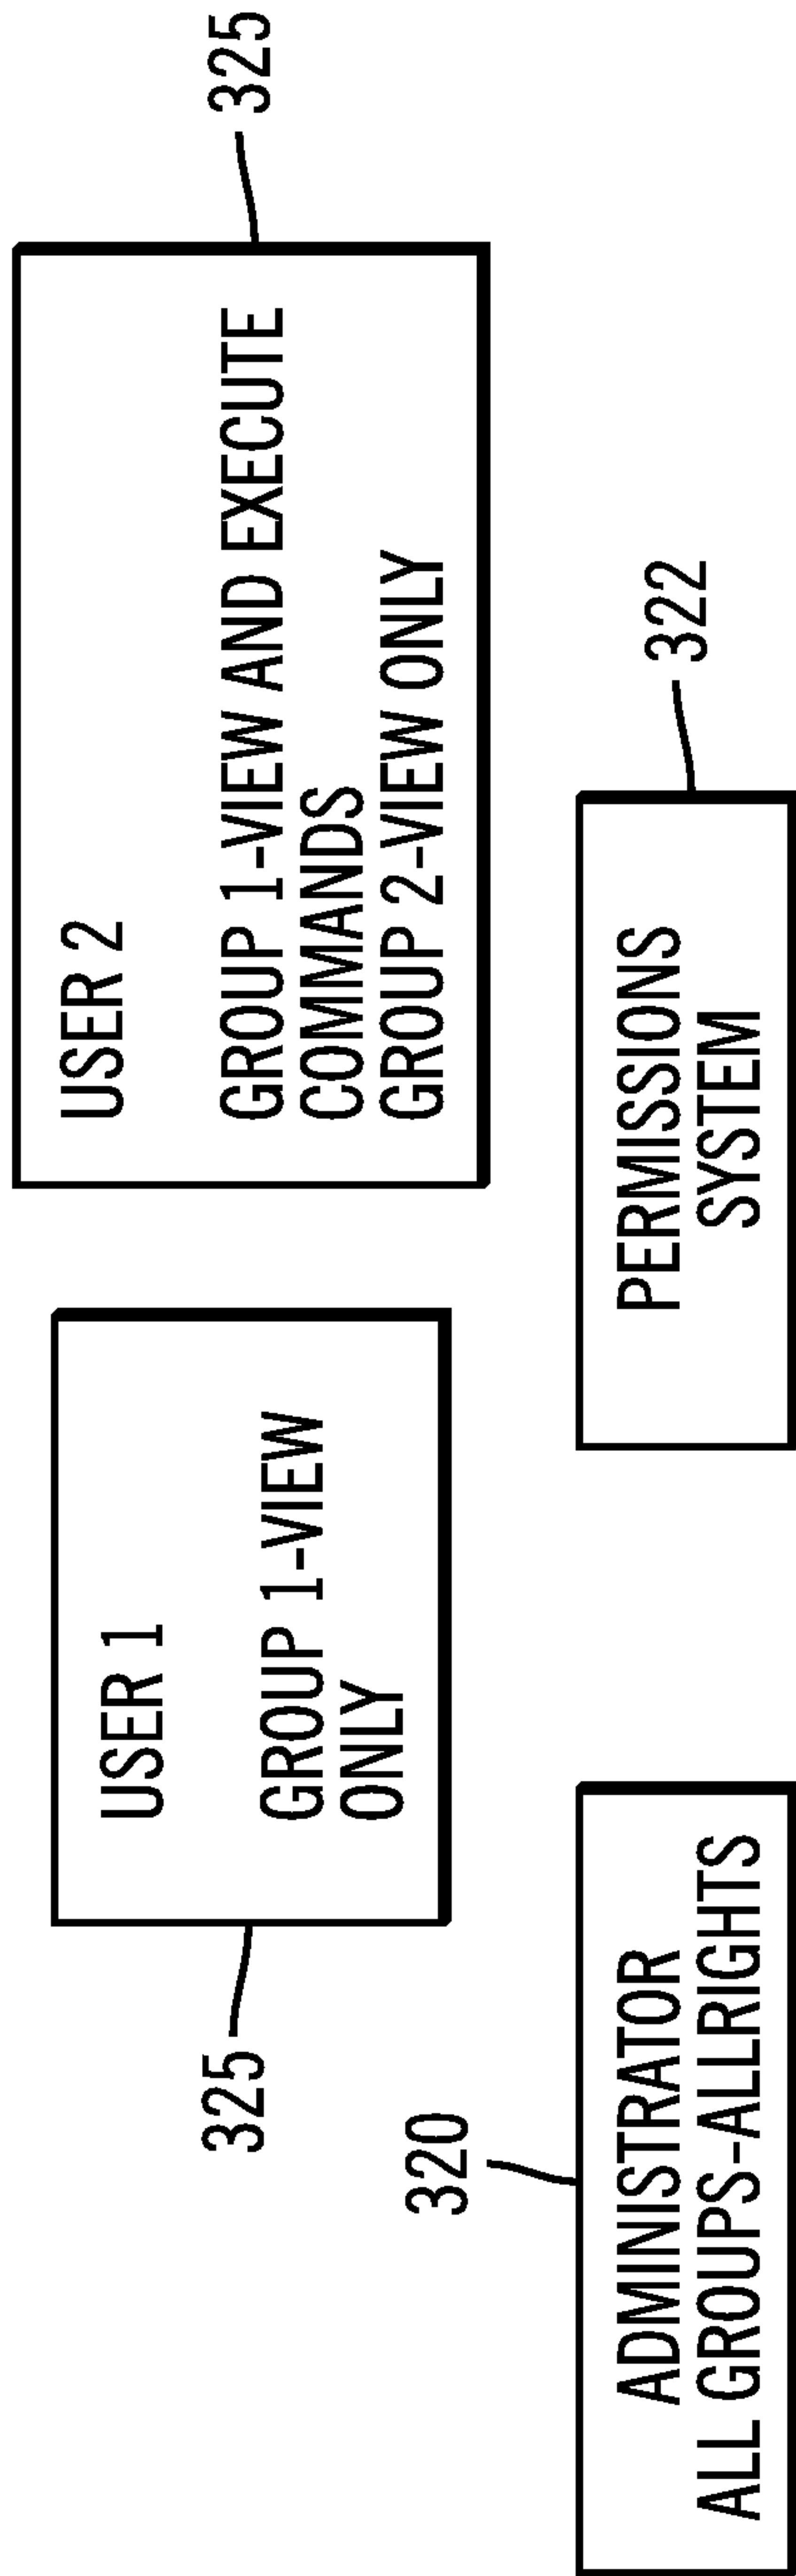 325
USER 1
GROUP 1-VIEW
ONLY
USER 2
GROUP 1-VIEW AND EXECUTE
COMMANDS
GROUP 2-VIEW ONLY
325
320
ADMINISTRATOR
ALL GROUPS-ALLRIGHTS
PERMISSIONS
SYSTEM
322